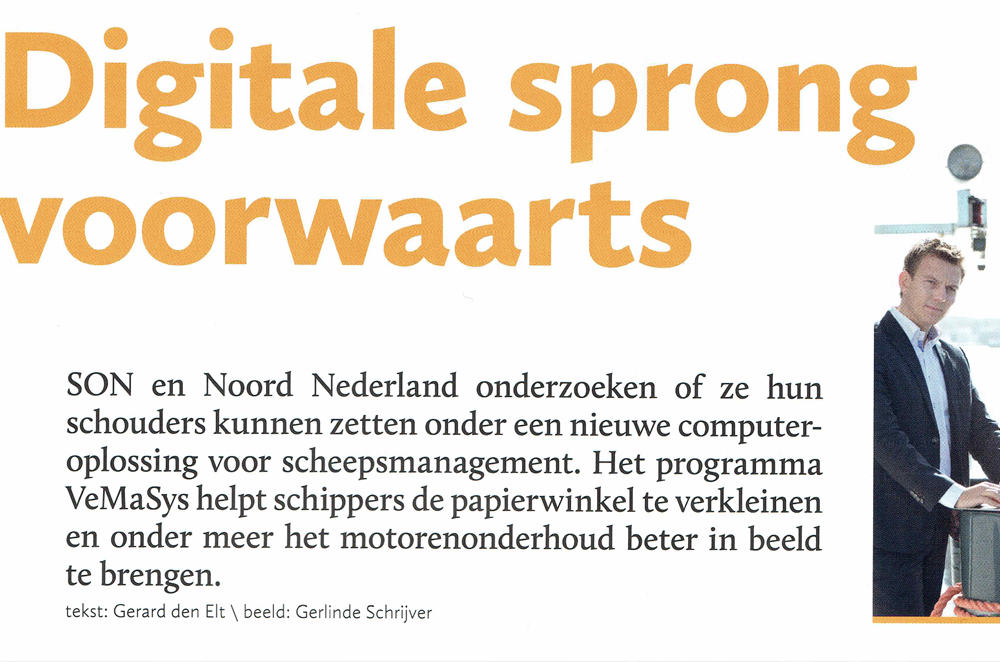 Digitale sprong
voorwaarts
SON en Noord Nederland onderzoeken of ze hun
schouders kunnen zetten onder een nieuwe computer-
oplossing voor scheepsmanagement. Het programma
VeMaSys helpt schippers de papierwinkel te verkleinen
en onder meer het motorenonderhoud beter in beeld
te brengen.
tekst: Gerard den Elt \ beeld: Gerlinde Schrijver